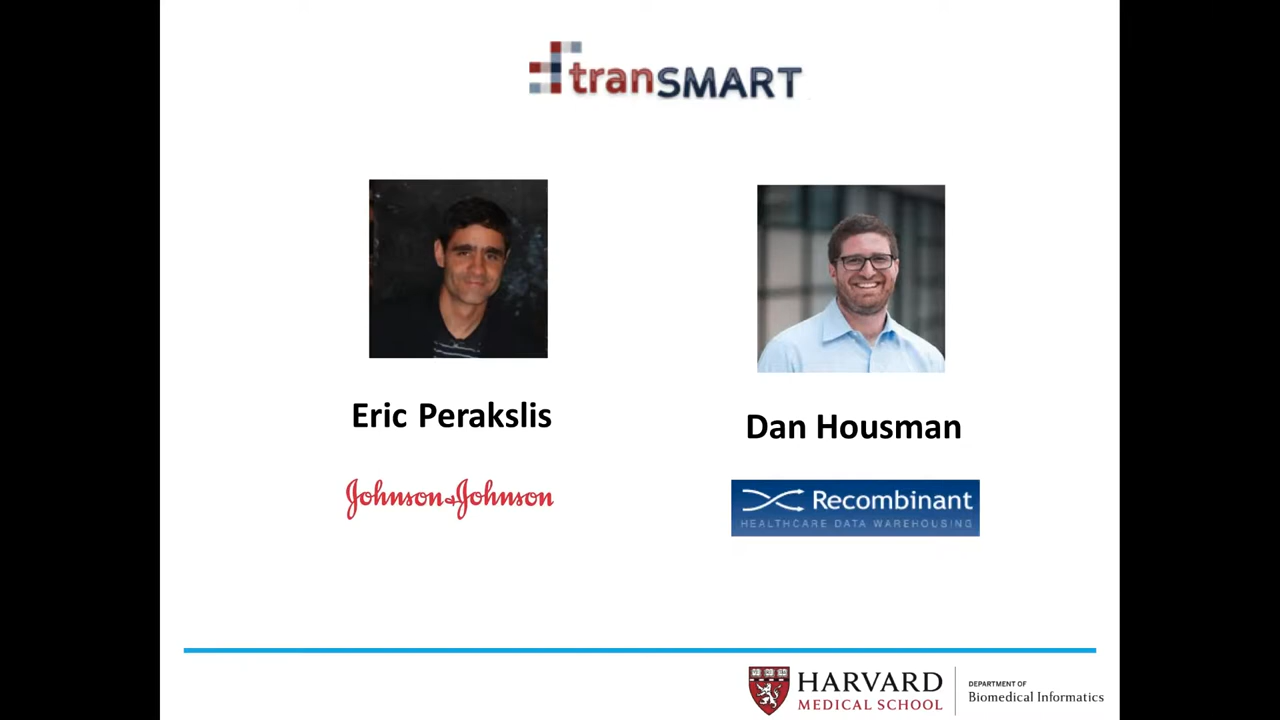 tranSMART
Eric Perakslis
Dan Housman
Johnson & Johnson
Recombinant
HEALTHCARE DATA WAREHOUSING
HARVARD
MEDICAL SCHOOL
DEPARTMENT OF
Biomedical Informatics